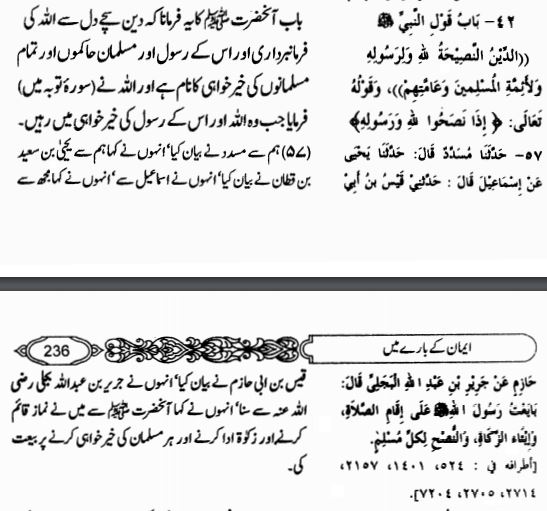 ٤٢- بَابُ قَوْلِ النَّبِيِّ ﷺ
((الدِّيْنُ النَّصِيْحَةُ للهِ وَلِرَسُولِهِ
وَلأَئِمَّةِ الْمُسْلِمِينَ وَعَامَّتِهِمْ))، وَقَوْلُهُ
تَعَالَى: ﴿ إِذَا نَصَحُوا للهِ وَرَسُولِهِ﴾
٥٧- حَدَّثَنَا مُسَدَّدٌ قَالَ: حَدَّثَنَا يَحْيَى
عَنْ إِسْمَاعِيْلَ قَالَ : حَدَّثَنِي قَيْسُ بْنُ أَبِي
باب آنحضرت ﷺ کا یہ فرمانا کہ دین سچے دل سے اللہ کی
فرمانبرداری اور اس کے رسول اور مسلمان حاکموں اور تمام
مسلمانوں کی خیر خواہی کا نام ہے اور اللہ نے (سورۂ توبہ میں)
فرمایا جب وہ اللہ اور اس کے رسول کی خیر خواہی میں رہیں۔
(۵۷) ہم سے مسدد نے بیان کیا' انہوں نے کہا ہم سے یحییٰ بن سعید
بن قطان نے بیان کیا' انہوں نے اسماعیل سے' انہوں نے کہا مجھ سے
ایمان کے بارے میں
236
حَازِمٍ عَنْ جَرِيْرِ بْنِ عَبْدِ اللهِ الْبَجَلِيِّ قَالَ:
بَايَعْتُ رَسُولَ اللهِ ﷺ عَلَى إِقَامِ الصَّلاَةِ،
وَإِيْتَاءِ الزَّكَاةِ، وَالنُّصْحِ لِكلِّ مُسْلِمٍ.
[أطرافه في : ٥٢٤، ١٤٠١، ٢١٥٧،
٢٧١٤، ٢٧٠٥، ٧٢٠٤].
قیس بن ابی حازم نے بیان کیا' انہوں نے جریر بن عبداللہ بجلی رضی
اللہ عنہ سے سنا' انہوں نے کہا آنحضرت ﷺ سے میں نے نماز قائم
کرنے اور زکوٰۃ ادا کرنے اور ہر مسلمان کی خیر خواہی کرنے پر بیعت
کی۔